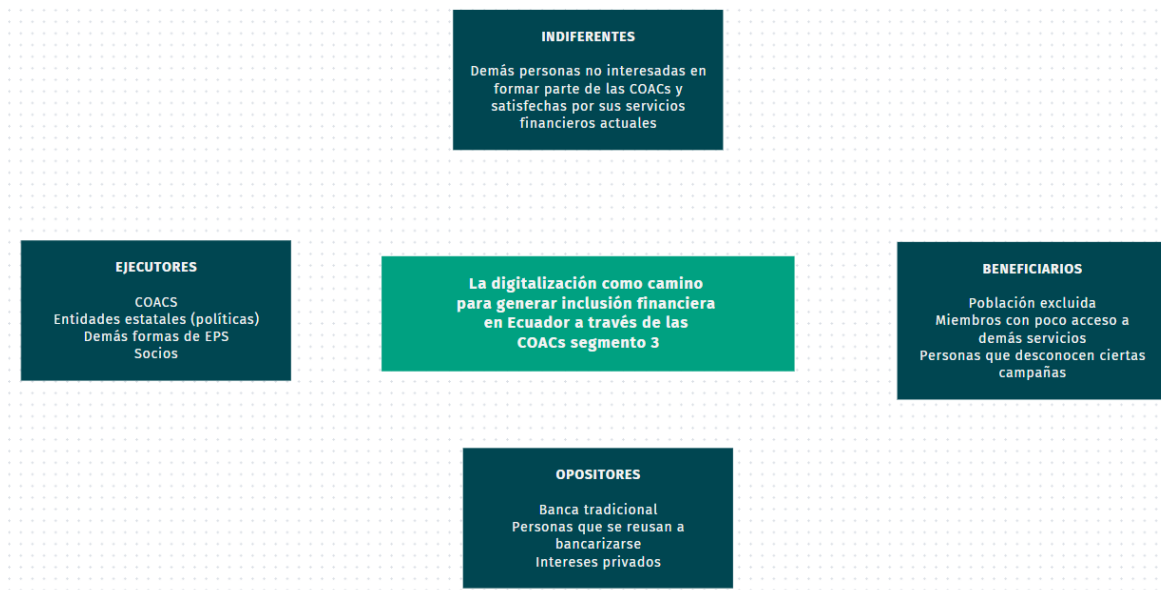 INDIFERENTES
Demás personas no interesadas en
formar parte de las COACs y
satisfechas por sus servicios
financieros actuales
EJECUTORES
COACS
Entidades estatales (políticas)
Demás formas de EPS
Socios
La digitalización como camino
para generar inclusión financiera
en Ecuador a través de las
COACs segmento 3
BENEFICIARIOS
Población excluida
Miembros con poco acceso a
demás servicios
Personas que desconocen ciertas
campañas
OPOSITORES
Banca tradicional
Personas que se reusan a
bancarizarse
Intereses privados